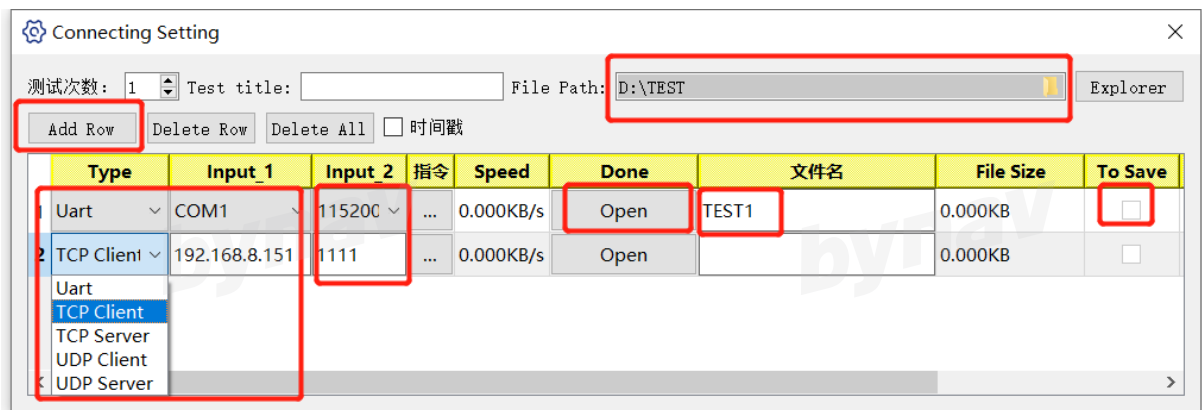 Connecting Setting
测试次数： 1 Test title: File Path: D:\TEST Explorer
Add Row Delete Row Delete All 时间戳
Type Input_1 Input_2 指令 Speed Done 文件名 File Size To Save
1 Uart COM1 115200 ... 0.000KB/s Open TEST1 0.000KB
2 TCP Client 192.168.8.151 1111 ... 0.000KB/s Open 0.000KB
Uart
TCP Client
TCP Server
UDP Client
UDP Server
bynav bynav